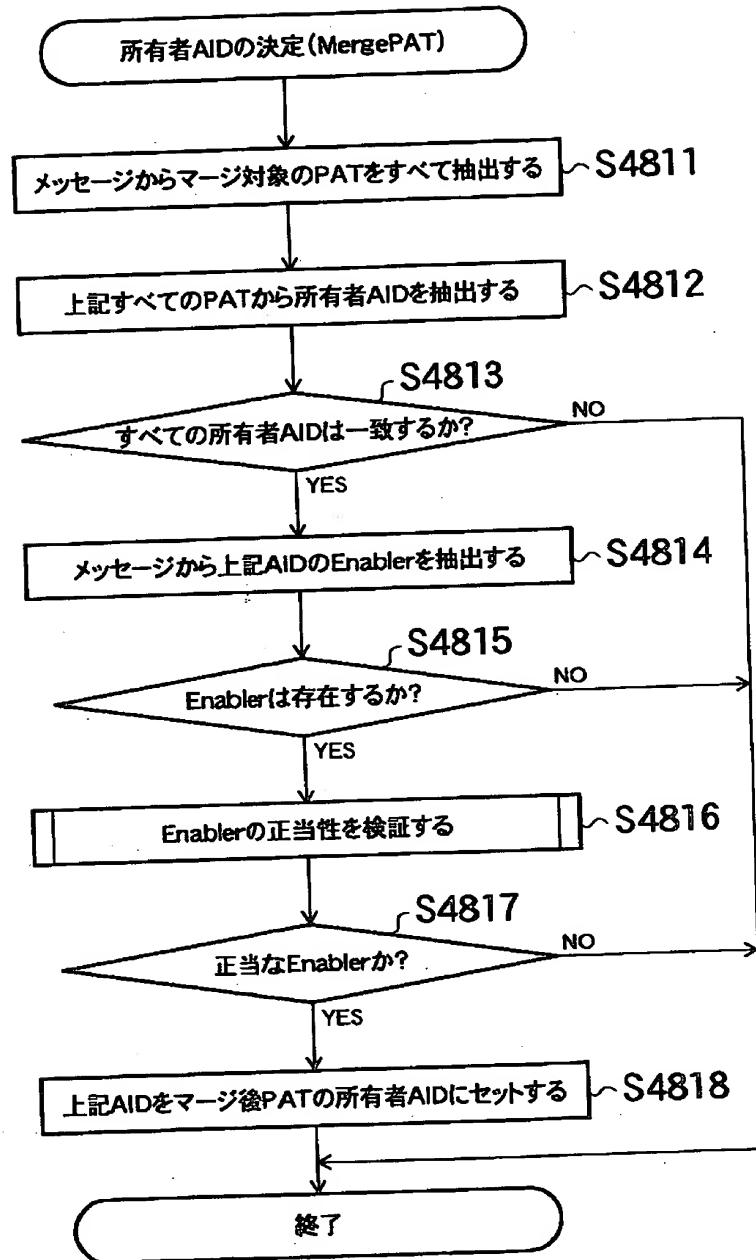 所有者AIDの決定(MergePAT)
メッセージからマージ対象のPATをすべて抽出する
S4811
上記すべてのPATから所有者AIDを抽出する
S4812
S4813
すべての所有者AIDは一致するか?
NO
YES
メッセージから上記AIDのEnablerを抽出する
S4814
S4815
Enablerは存在するか?
NO
YES
Enablerの正当性を検証する
S4816
S4817
正当なEnablerか?
NO
YES
上記AIDをマージ後PATの所有者AIDにセットする
S4818
終了